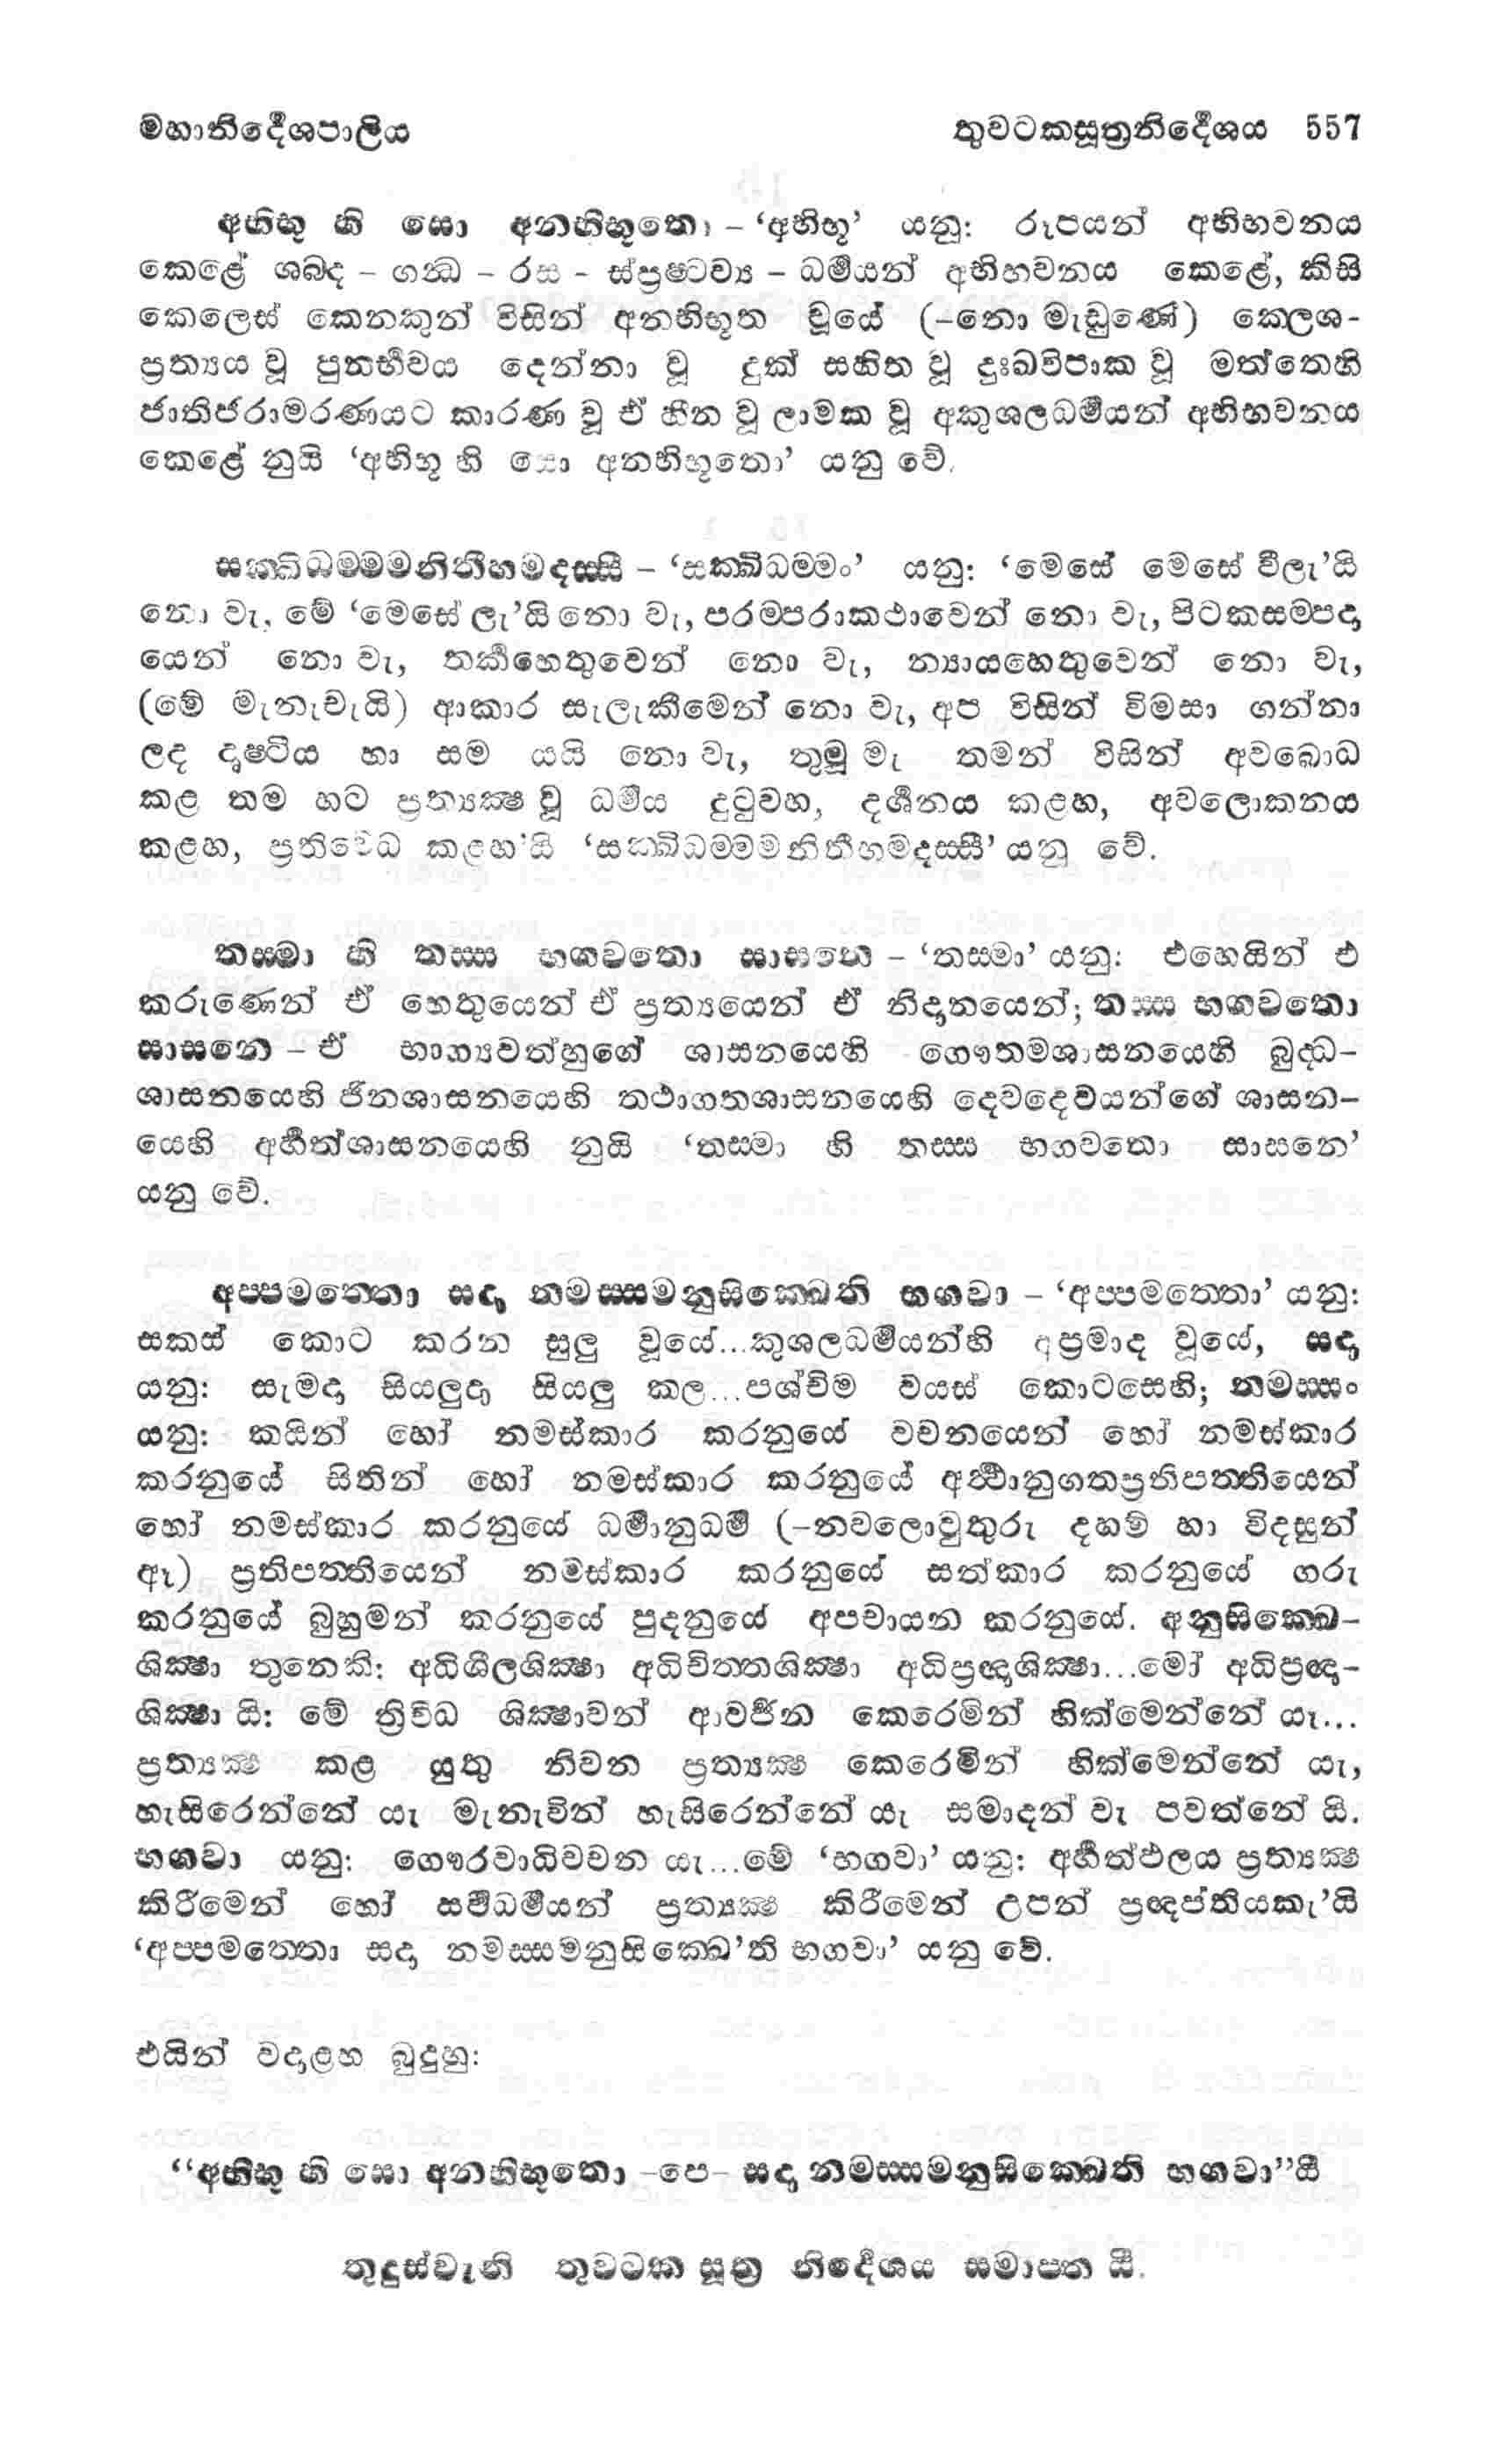 මහානිර්දේශපාලිය තුවටකසූත්‍රනිර්දේශය 557
අභිභූ හි සො අනභිභූතො – ‘අභිභූ’ යනු: රූපයන් අභිභවනය
කෙළේ ශබ්ද – ගන්ධ – රස – ස්ප්‍රෂ්ටව්‍ය – ධර්මයන් අභිභවනය කෙළේ, කිසි
කෙලෙස් කෙනකුන් විසින් අනභිභූත වූයේ (–නො මැඩුණේ) කෙලශ-
ප්‍රත්‍යය වූ පුනර්භවය දෙන්නා වූ දුක් සහිත වූ දුඃඛවිපාක වූ මත්තෙහි
ජාතිජරාමරණයට කාරණ වූ ඒ හීන වූ ලාමක වූ අකුශලධර්මයන් අභිභවනය
කෙළේ නුයි ‘අභිභූ හි සො අනභිභූතො’ යනු වේ.
සක්ඛිධම්මමනිතිහමදස්සී – ‘සක්ඛිධම්මං’ යනු: ‘මෙසේ මෙසේ වීලැ’යි
නො වැ, මේ ‘මෙසේ ලැ’යි නො වැ, පරම්පරාකථාවෙන් නො වැ, පිටකසම්පදා
යෙන් නො වැ, තර්කහෙතුවෙන් නො වැ, න්‍යායහෙතුවෙන් නො වැ,
(මේ මැනැවැයි) ආකාර සැලැකීමෙන් නො වැ, අප විසින් විමසා ගන්නා
ලද දෘෂ්ටිය හා සම යයි නො වැ, තුමූ මැ තමන් විසින් අවබොධ
කළ තමා හට ප්‍රත්‍යක්ෂ වූ ධර්මය දුටුවහ, දර්ශනය කළහ, අවලොකනය
කළහ, ප්‍රතිවේධ කළහ’යි ‘සක්ඛිධම්මමනිතිහමදස්සී’ යනු වේ.
තස්මා හි තස්ස භගවතො සාසනෙ – ‘තස්මා’ යනු: එහෙයින් එ
කරුණෙන් ඒ හෙතුයෙන් ඒ ප්‍රත්‍යයෙන් ඒ නිදානයෙන්; තස්ස භගවතො
සාසනෙ – ඒ භාග්‍යවත්හුගේ ශාසනයෙහි ගෞතමශාසනයෙහි බුද්ධ-
ශාසනයෙහි ජිනශාසනයෙහි තථාගතශාසනයෙහි දෙවදෙවයන්ගේ ශාසන-
යෙහි අර්හත්ශාසනයෙහි නුයි ‘තස්මා හි තස්ස භගවතො සාසනෙ’
යනු වේ.
අප්පමත්තො සදා නමස්සමනුසික්ඛෙති භගවා – ‘අප්පමත්තො’ යනු:
සකස් කොට කරන සුලු වූයේ...කුශලධර්මයන්හි අප්‍රමාද වූයේ, සදා
යනු: සැමදා සියලුදා සියලු කල...පශ්චිම වයස් කොටසෙහි; නමස්සං
යනු: කයින් හෝ නමස්කාර කරනුයේ වචනයෙන් හෝ නමස්කාර
කරනුයේ සිතින් හෝ නමස්කාර කරනුයේ අර්ථානුගතප්‍රතිපත්තියෙන්
හෝ නමස්කාර කරනුයේ ධර්මානුධර්ම (–නවලොවුතුරු දහම් හා විදසුන්
ඈ) ප්‍රතිපත්තියෙන් නමස්කාර කරනුයේ සත්කාර කරනුයේ ගරු
කරනුයේ බුහුමන් කරනුයේ පුදනුයේ අපචායන කරනුයේ. අනුසික්ඛෙ–
ශික්ෂා තුනෙකි: අධිශීලශික්ෂා අධිචිත්තශික්ෂා අධිප්‍රඥාශික්ෂා...මෝ අධිප්‍රඥා-
ශික්ෂා යි: මේ ත්‍රිවිධ ශික්ෂාවන් ආවර්ජන කෙරෙමින් හික්මෙන්නේ යැ...
ප්‍රත්‍යක්ෂ කළ යුතු නිවන ප්‍රත්‍යක්ෂ කෙරෙමින් හික්මෙන්නේ යැ,
හැසිරෙන්නේ යැ මැනැවින් හැසිරෙන්නේ යැ සමාදන් වැ පවත්නේ යි.
භගවා යනු: ගෞරවාධිවචන යැ...මේ ‘භගවා’ යනු: අර්හත්ඵලය ප්‍රත්‍යක්ෂ
කිරීමෙන් හෝ සර්වධර්මයන් ප්‍රත්‍යක්ෂ කිරීමෙන් උපන් ප්‍රඥප්තියකැ’යි
‘අප්පමත්තො සදා නමස්සමනුසික්ඛෙ’ති භගවා’ යනු වේ.
එයින් වදාළහ බුදුහු:
“අභිභූ හි සො අනභිභූතො –පෙ– සදා නමස්සමනුසික්ඛෙති භගවා”යී
තුදුස්වැනි තුවටක සූත්‍ර නිර්දේශය සමාප්ත යි.